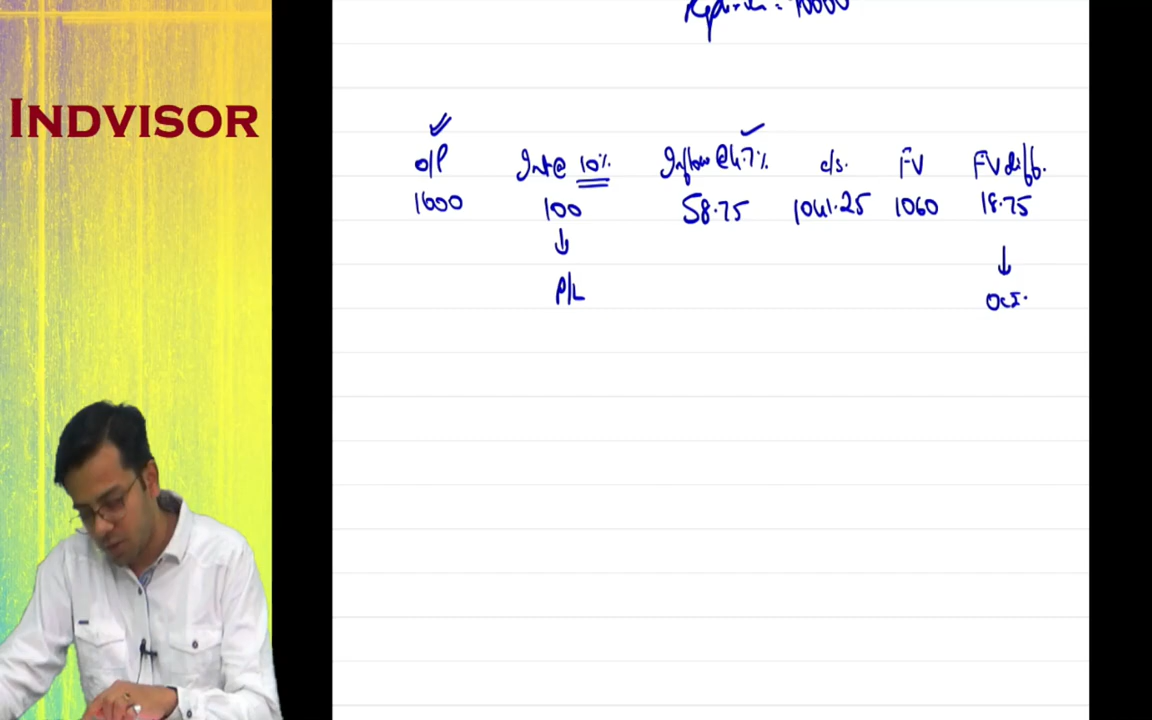 = 10000
INDVISOR
O/P Int@ 10% Inflow @4.7% c/s. FV FV diff.
1000 100 58.75 1041.25 1060 18.75
P/L OCI.